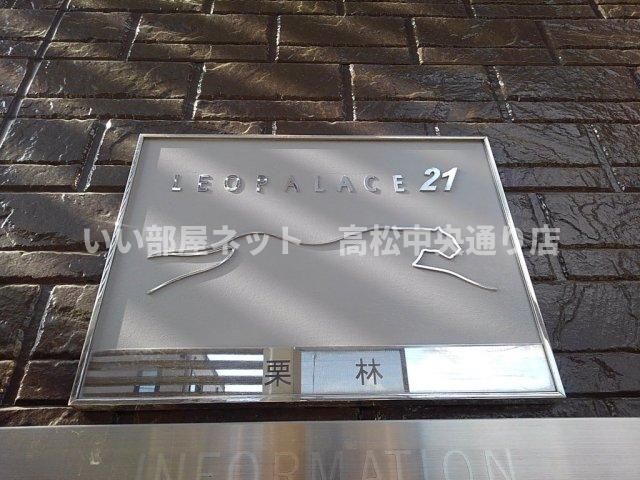 LEOPALACE 21
いい部屋ネット 高松中央通り店
栗 林
INFORMATION